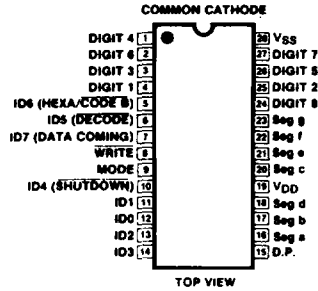 COMMON CATHODE
DIGIT 4 1 28 VSS
DIGIT 6 2 27 DIGIT 7
DIGIT 3 3 26 DIGIT 5
DIGIT 1 4 25 DIGIT 2
ID6 (HEXA/CODE B) 5 24 DIGIT 8
ID5 (DECODE) 6 23 Seg g
ID7 (DATA COMING) 7 22 Seg f
WRITE 8 21 Seg e
MODE 9 20 Seg c
ID4 (SHUTDOWN) 10 19 VDD
ID1 11 18 Seg d
ID0 12 17 Seg b
ID2 13 16 Seg a
ID3 14 15 D.P.
TOP VIEW